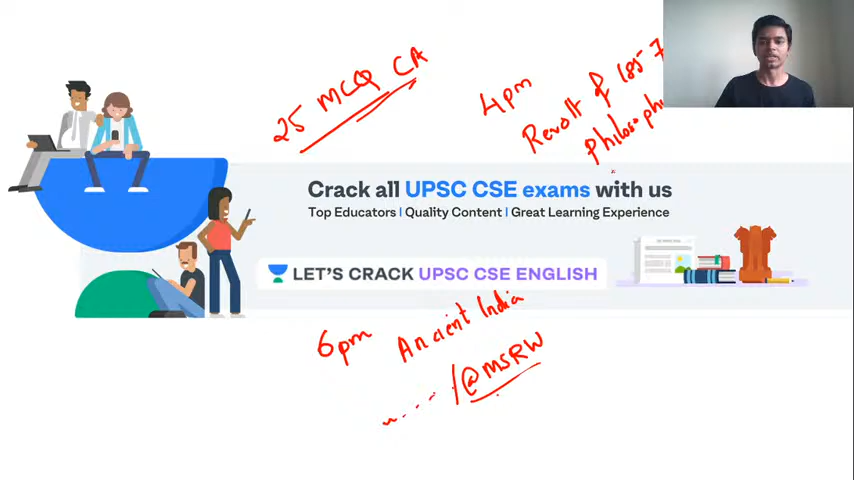 25 MCQ CA
4pm
Revolt of 1857
Philosoph
Crack all UPSC CSE exams with us
Top Educators | Quality Content | Great Learning Experience
LET'S CRACK UPSC CSE ENGLISH
6pm Ancient India
..../@MSRW